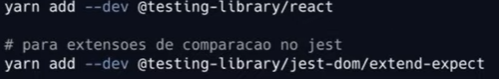 yarn add --dev @testing-library/react
# para extensoes de comparacao no jest
yarn add --dev @testing-library/jest-dom/extend-expect